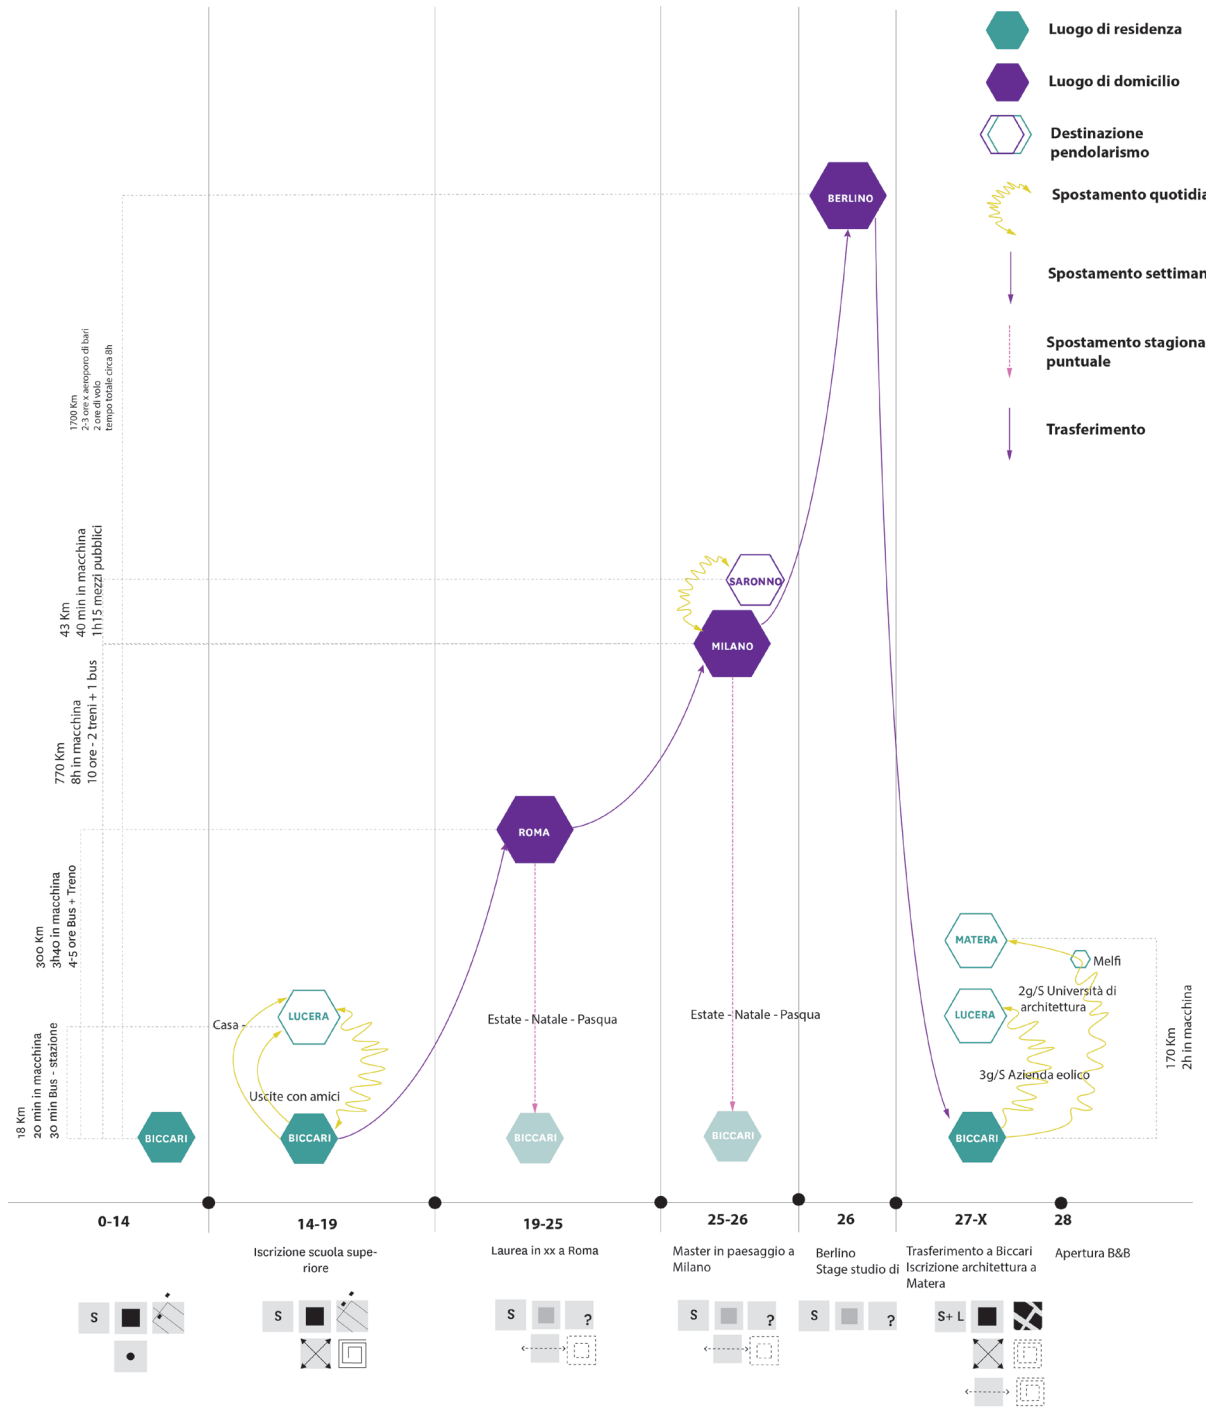 Luogo di residenza
Luogo di domicilio
Destinazione
pendolarismo
Spostamento quotidia
Spostamento settiman
Spostamento stagiona
puntuale
Trasferimento
BERLINO
1700 Km
2-3 ore x aeroporo di bari
2 ore di volo
tempo totale circa 8h
43 Km
40 min in macchina
1h15 mezzi pubblici
SARONNO
MILANO
770 Km
8h in macchina
10 ore - 2 treni + 1 bus
ROMA
300 Km
3h40 in macchina
4-5 ore Bus + Treno
MATERA
Melfi
2g/S Università di
architettura
LUCERA
Casa -
LUCERA
Estate - Natale - Pasqua
Estate - Natale - Pasqua
170 Km
2h in macchina
3g/S Azienda eolico
Uscite con amici
18 Km
20 min in macchina
30 min Bus - stazione
BICCARI
BICCARI
BICCARI
BICCARI
BICCARI
0-14
14-19
19-25
25-26
26
27-X
28
Iscrizione scuola supe-
riore
Laurea in xx a Roma
Master in paesaggio a
Milano
Berlino
Stage studio di
Trasferimento a Biccari
Iscrizione architettura a
Matera
Apertura B&B
S
S
S
?
S
?
S
?
S+ L